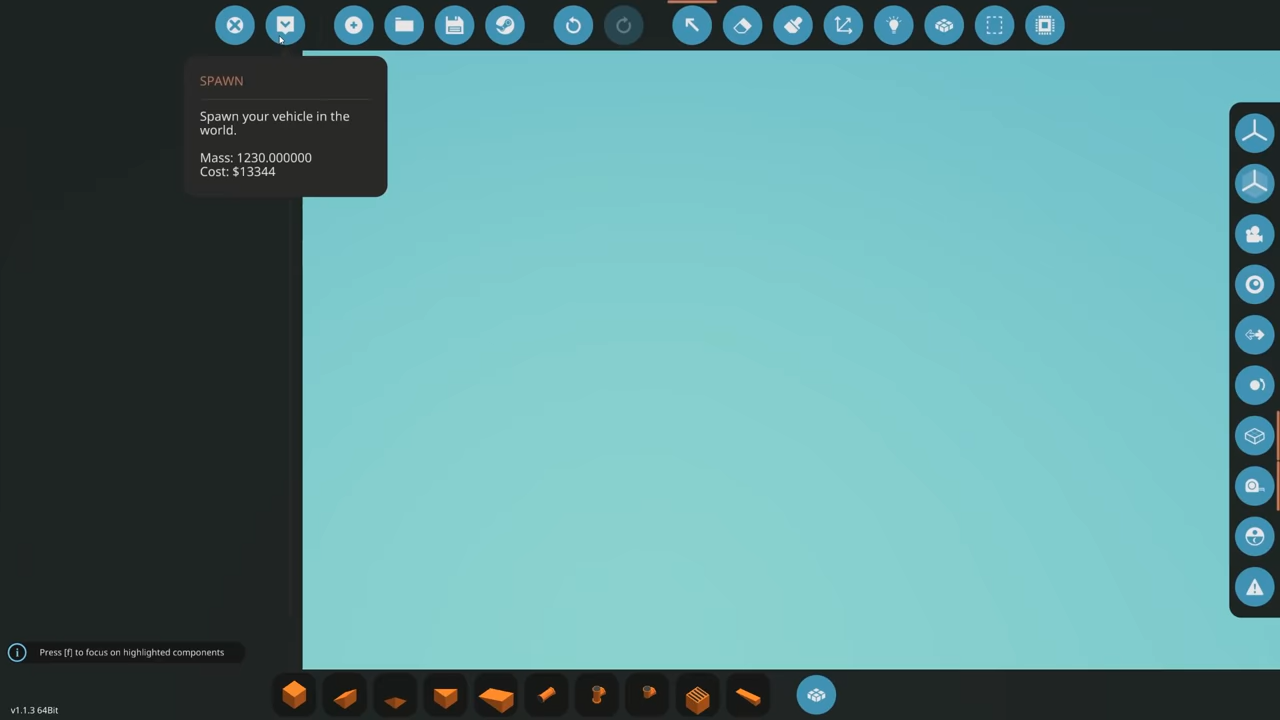 SPAWN
Spawn your vehicle in the
world.
Mass: 1230.000000
Cost: $13344
Press [f] to focus on highlighted components
v1.1.3 64Bit